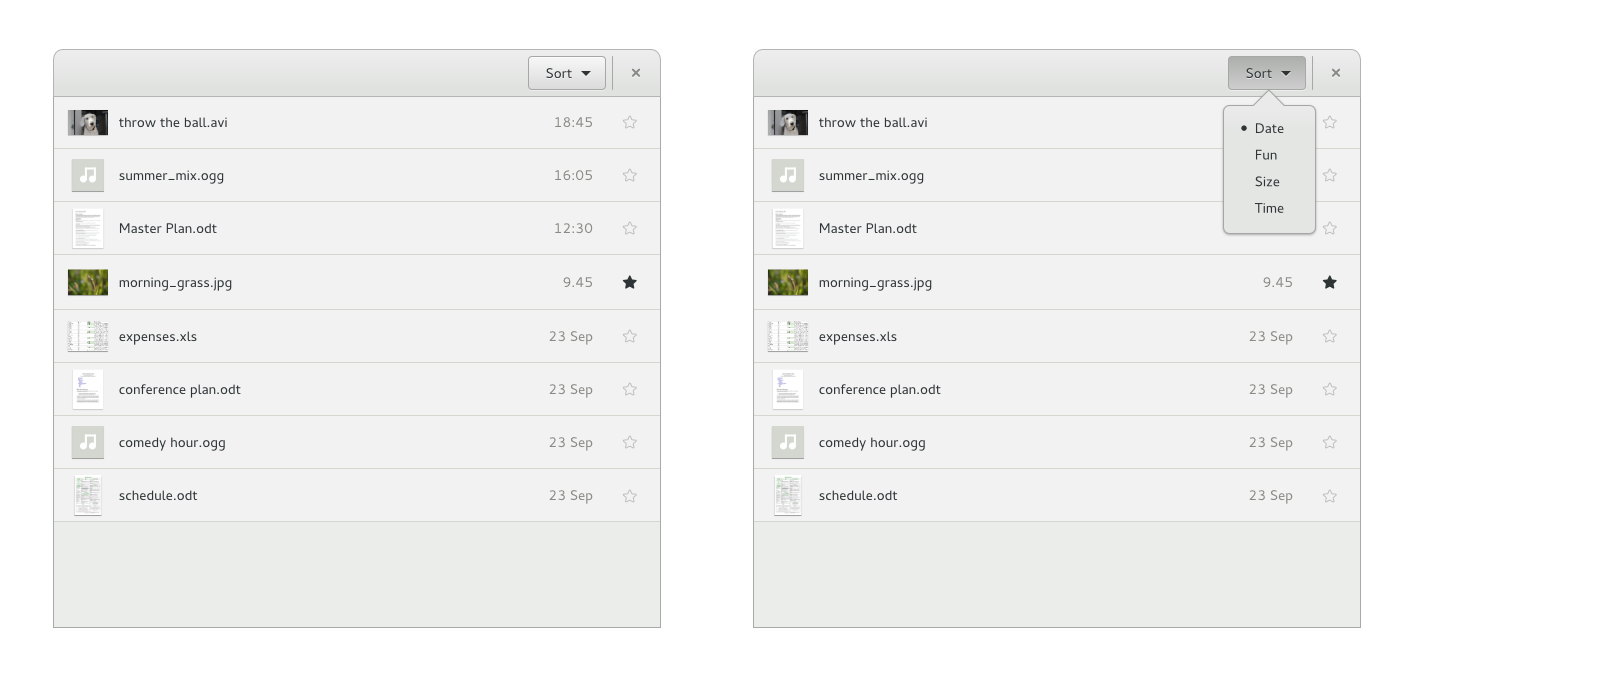 Sort
throw the ball.avi 18:45
summer_mix.ogg 16:05
Master Plan.odt 12:30
morning_grass.jpg 9.45
expenses.xls 23 Sep
conference plan.odt 23 Sep
comedy hour.ogg 23 Sep
schedule.odt 23 Sep
Sort
Date
Fun
Size
Time
throw the ball.avi
summer_mix.ogg
Master Plan.odt
morning_grass.jpg 9.45
expenses.xls 23 Sep
conference plan.odt 23 Sep
comedy hour.ogg 23 Sep
schedule.odt 23 Sep